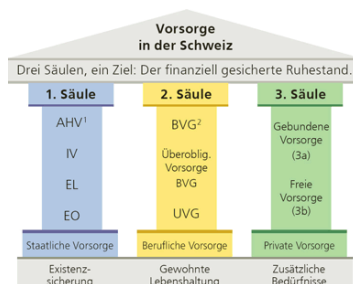 Vorsorge
in der Schweiz
Drei Säulen, ein Ziel: Der finanziell gesicherte Ruhestand.
1. Säule
AHV¹
IV
EL
EO
Staatliche Vorsorge
Existenz-
sicherung
2. Säule
BVG²
Überoblig.
Vorsorge
BVG
UVG
Berufliche Vorsorge
Gewohnte
Lebenshaltung
3. Säule
Gebundene
Vorsorge
(3a)
Freie
Vorsorge
(3b)
Private Vorsorge
Zusätzliche
Bedürfnisse